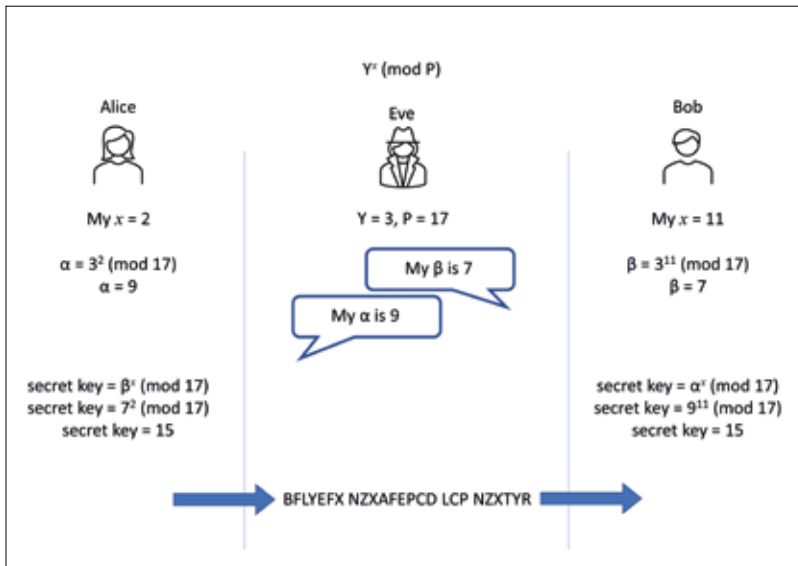 Yˣ (mod P)
Alice
Eve
Bob
My x = 2
Y = 3, P = 17
My x = 11
α = 3² (mod 17)
α = 9
My β is 7
My α is 9
β = 3¹¹ (mod 17)
β = 7
secret key = βˣ (mod 17)
secret key = 7² (mod 17)
secret key = 15
secret key = αˣ (mod 17)
secret key = 9¹¹ (mod 17)
secret key = 15
BFLYEFX NZXAFEPCD LCP NZXTYR